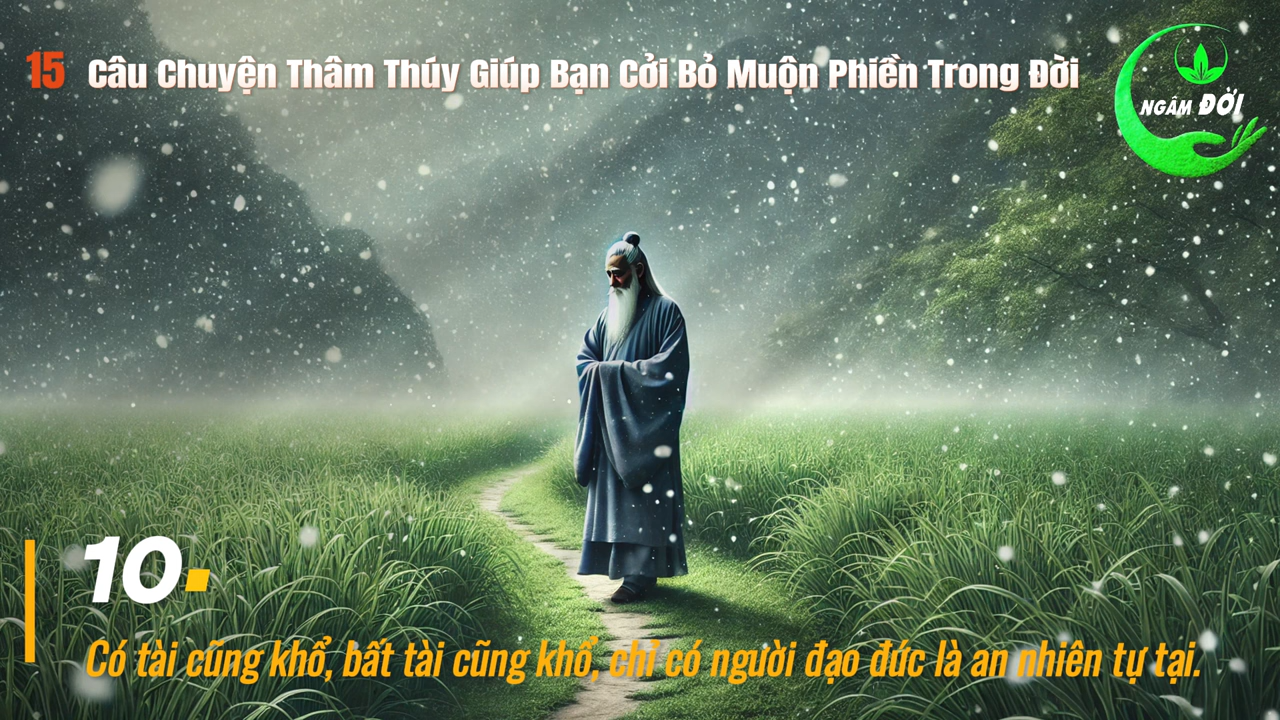 15 Câu Chuyện Thâm Thúy Giúp Bạn Cởi Bỏ Muộn Phiền Trong Đời
NGÂM ĐỜI
10.
Có tài cũng khổ, bất tài cũng khổ, chỉ có người đạo đức là an nhiên tự tại.